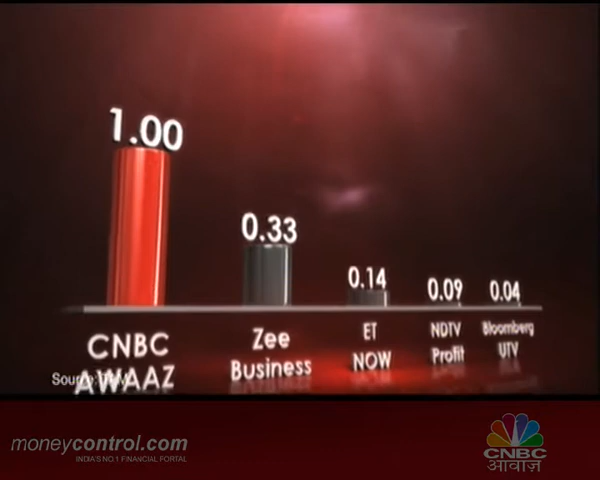 1.00
0.33
0.14
0.09
0.04
CNBC
AWAAZ
Zee
Business
ET
NOW
NDTV
Profit
Bloomberg
UTV
Source:
moneycontrol.com
INDIA'S NO.1 FINANCIAL PORTAL
CNBC
आवाज़